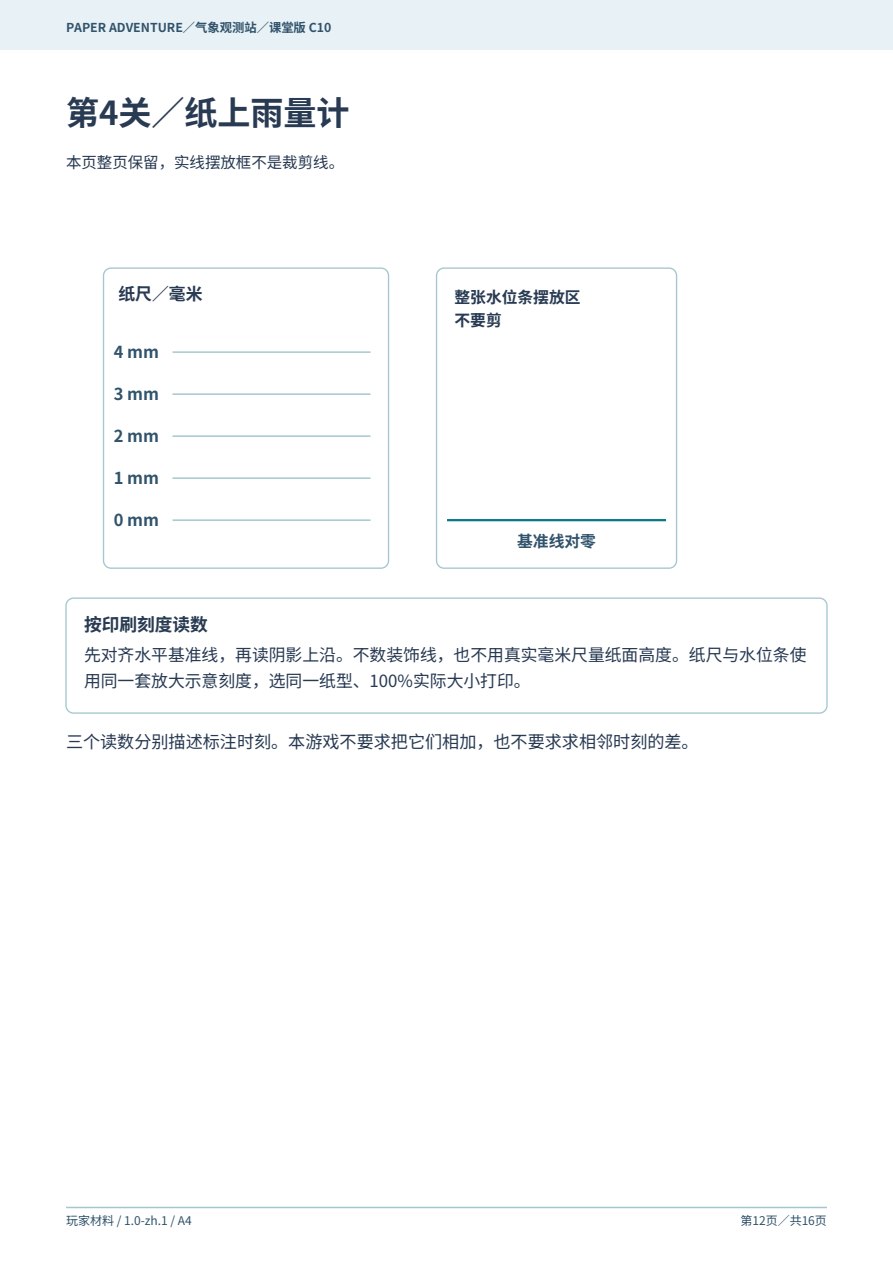 PAPER ADVENTURE／气象观测站／课堂版 C10
第4关／纸上雨量计
本页整页保留，实线摆放框不是裁剪线。
纸尺／毫米
4 mm
3 mm
2 mm
1 mm
0 mm
整张水位条摆放区
不要剪
基准线对零
按印刷刻度读数
先对齐水平基准线，再读阴影上沿。不数装饰线，也不用真实毫米尺量纸面高度。纸尺与水位条使
用同一套放大示意刻度，选同一纸型、100%实际大小打印。
三个读数分别描述标注时刻。本游戏不要求把它们相加，也不要求求相邻时刻的差。
玩家材料 / 1.0-zh.1 / A4
第12页／共16页